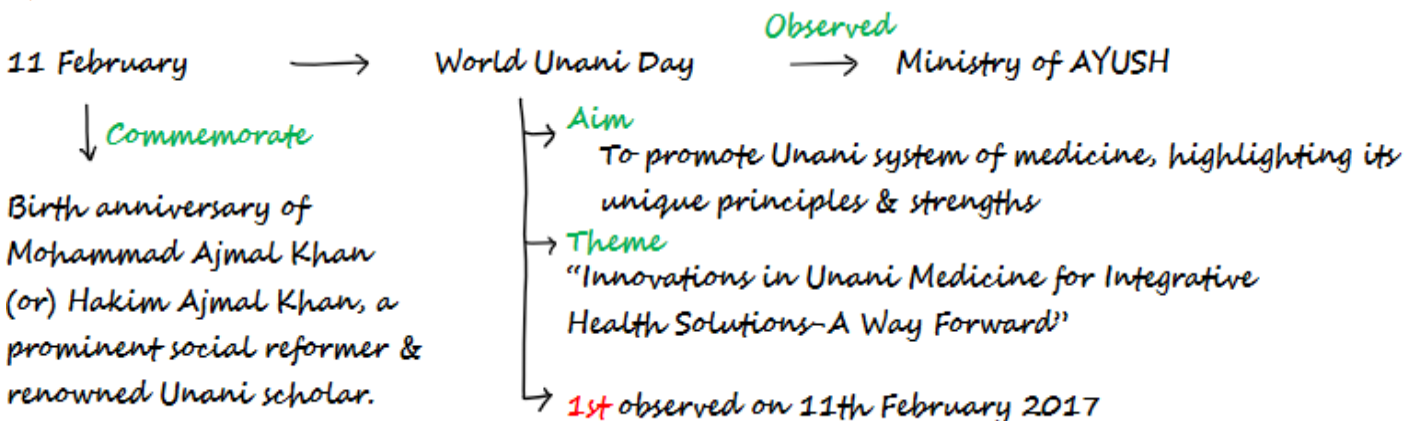 Observed
11 February → World Unani Day → Ministry of AYUSH
Commemorate
Birth anniversary of
Mohammad Ajmal Khan
(or) Hakim Ajmal Khan, a
prominent social reformer &
renowned Unani scholar.
Aim
To promote Unani system of medicine, highlighting its
unique principles & strengths
Theme
“Innovations in Unani Medicine for Integrative
Health Solutions-A Way Forward”
1st observed on 11th February 2017